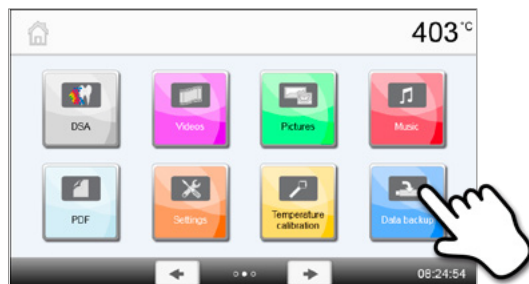 403 °C
DSA
Videos
Pictures
Music
PDF
Settings
Temperature
calibration
Data backup
08:24:54